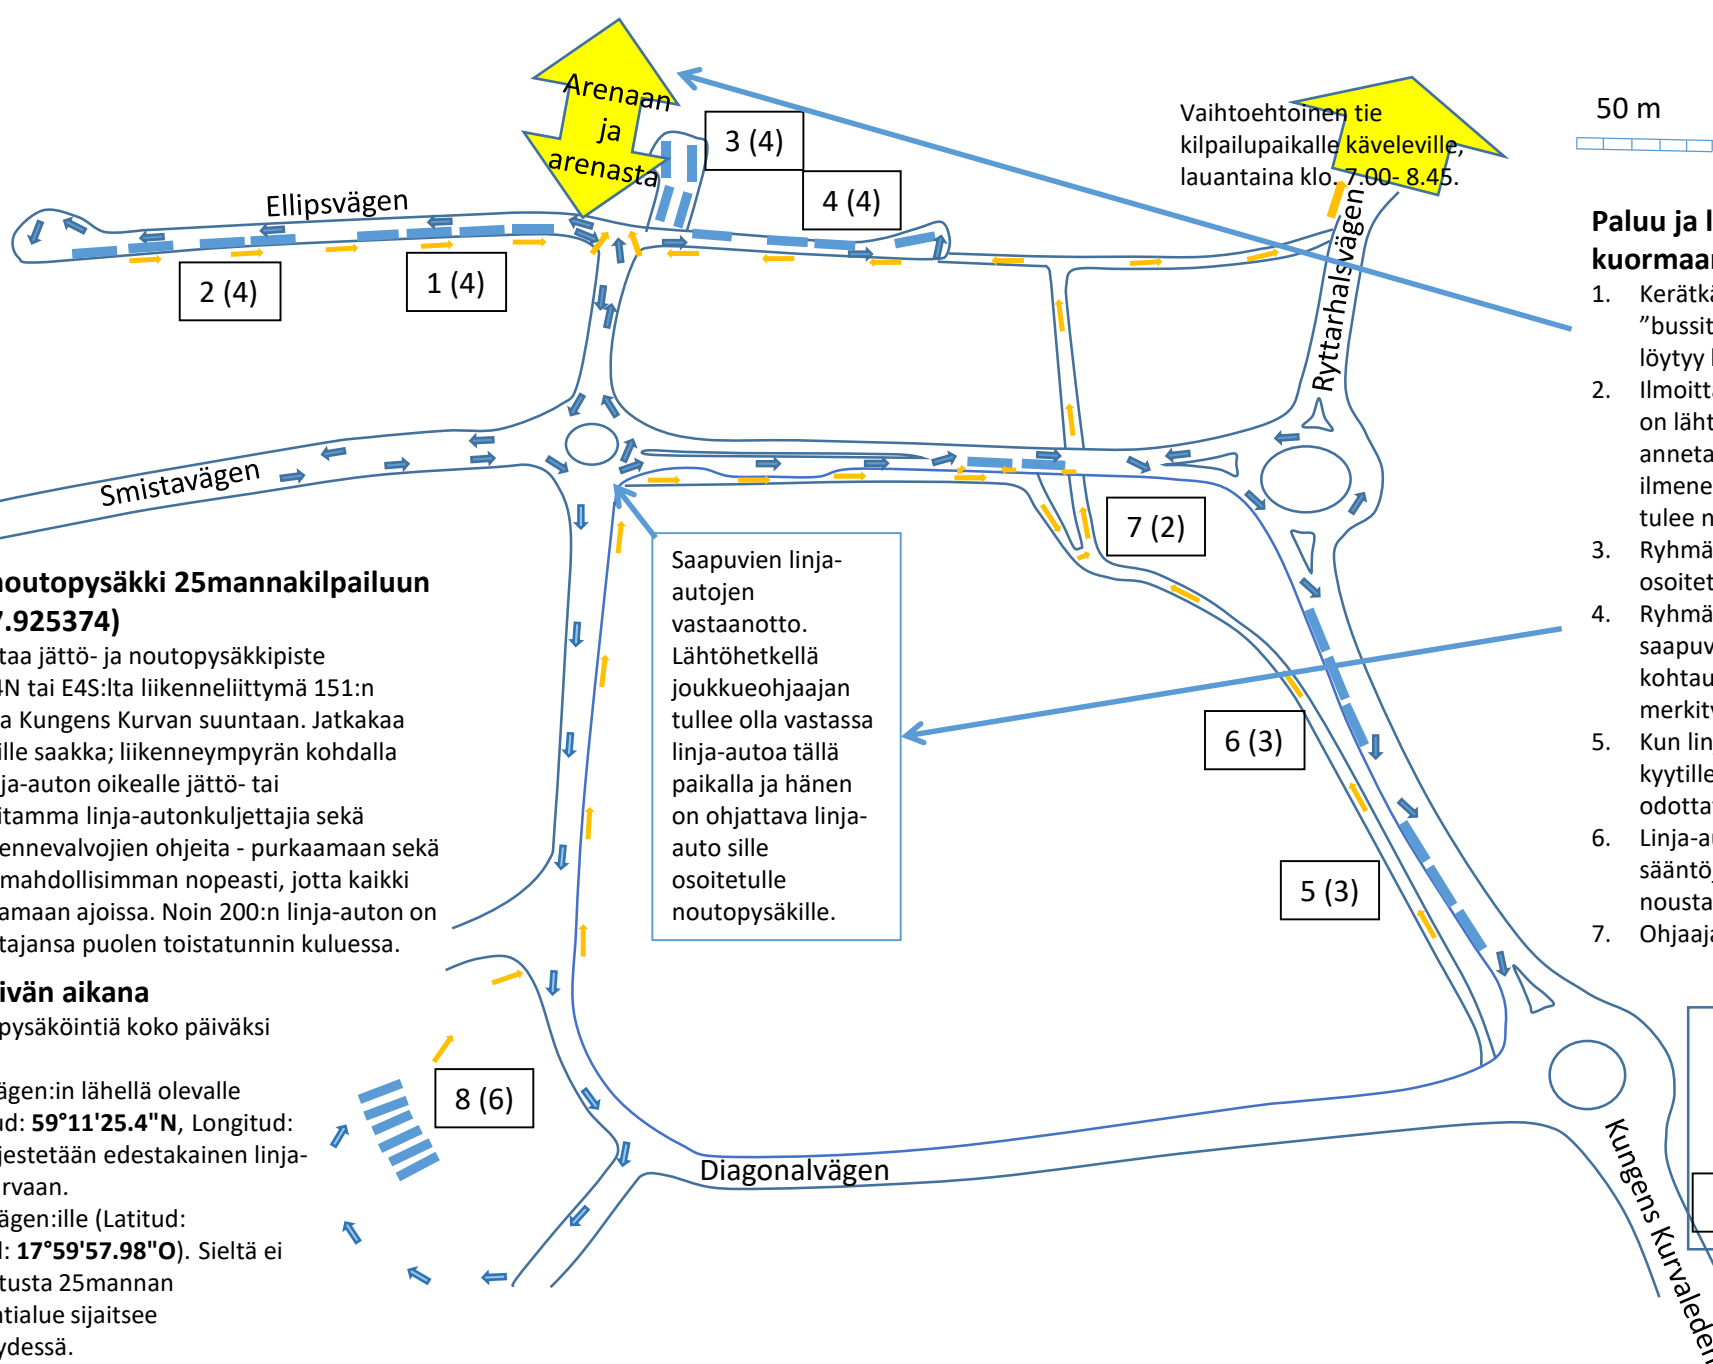 Arenaan
ja
arenasta
3 (4)
4 (4)
Vaihtoehtoinen tie
kilpailupaikalle käveleville,
lauantaina klo. 7.00- 8.45.
50 m
Ellipsvägen
2 (4)
1 (4)
Ryttarhalsvägen
Smistavägen
7 (2)
6 (3)
5 (3)
8 (6)
Saapuvien linja-
autojen
vastaanotto.
Lähtöhetkellä
joukkueohjaajan
tullee olla vastassa
linja-autoa tällä
paikalla ja hänen
on ohjattava linja-
auto sille
osoitetulle
noutopysäkille.
Diagonalvägen
Kungens Kurvaleden
noutopysäkki 25mannakilpailuun
7.925374)
taa jättö- ja noutopysäkkipiste
4N tai E4S:lta liikenneliittymä 151:n
a Kungens Kurvan suuntaan. Jatkakaa
ille saakka; liikenneympyrän kohdalla
ja-auton oikealle jättö- tai
itamma linja-autonkuljettajia sekä
ennevalvojien ohjeita - purkaamaan sekä
mahdollisimman nopeasti, jotta kaikki
amaan ajoissa. Noin 200:n linja-auton on
tajansa puolen toistatunnin kuluessa.
ivän aikana
pysäköintiä koko päiväksi
ägen:in lähellä olevalle
ud: 59°11'25.4"N, Longitud:
jestetään edestakainen linja-
rvaan.
ägen:ille (Latitud:
l: 17°59'57.98"O). Sieltä ei
tusta 25mannan
ntialue sijaitsee
ydessä.
Paluu ja l
kuormaan
1. Kerätkä
”bussit
löytyy l
2. Ilmoitta
on läht
anneta
ilmene
tulee n
3. Ryhmä
osoitet
4. Ryhmä
saapuv
kohtau
merkity
5. Kun lin
kyytille
odottav
6. Linja-au
sääntöj
nousta
7. Ohjaaja